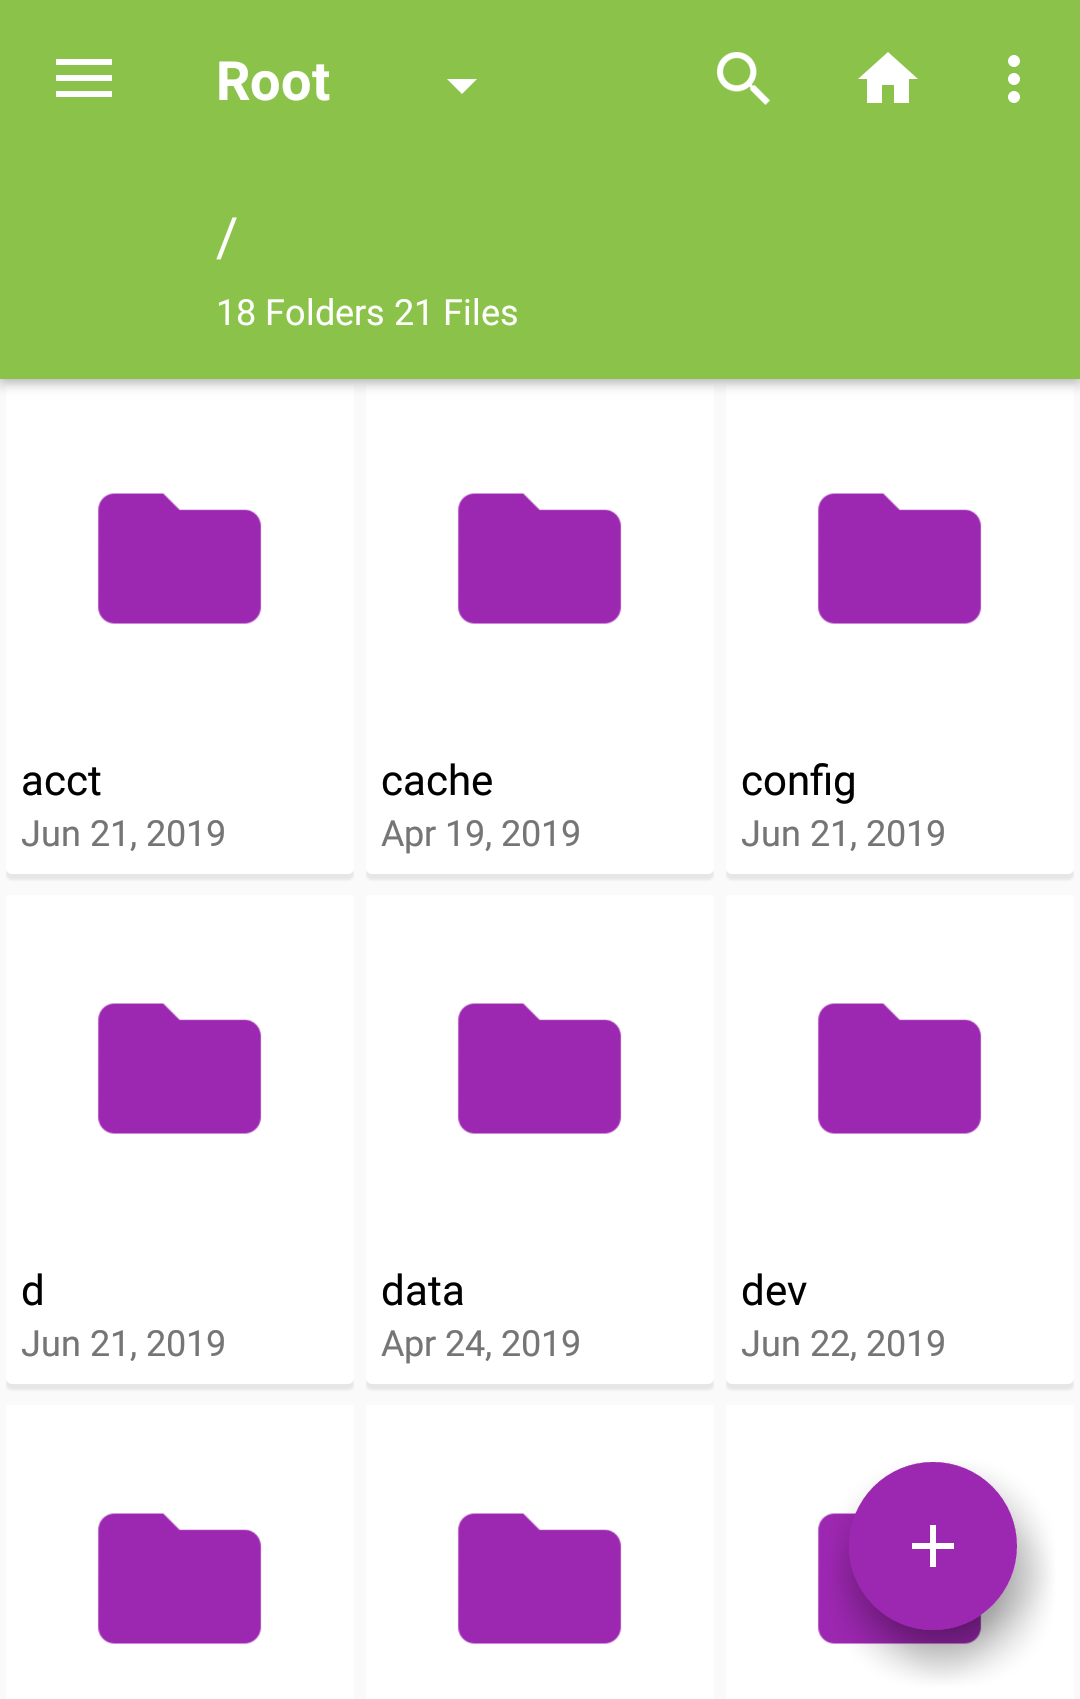 Root
/
18 Folders 21 Files
acct
Jun 21, 2019
cache
Apr 19, 2019
config
Jun 21, 2019
d
Jun 21, 2019
data
Apr 24, 2019
dev
Jun 22, 2019